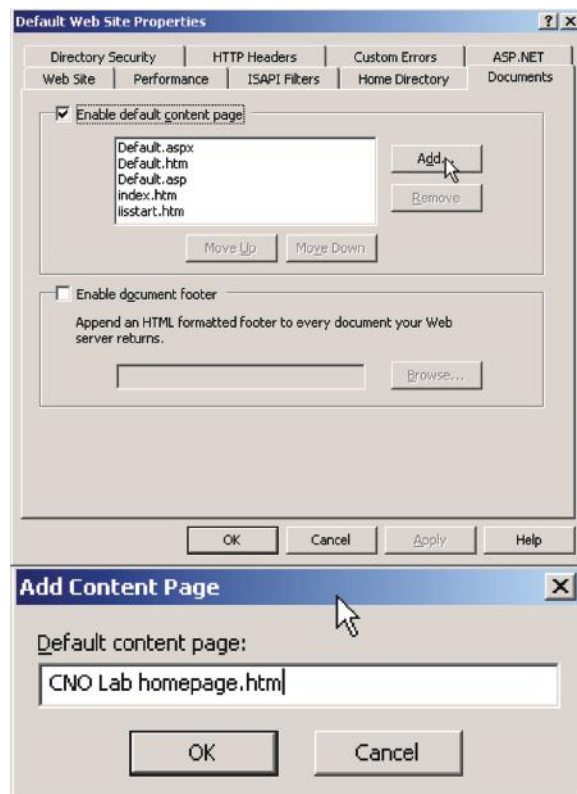 Default Web Site Properties
Directory Security HTTP Headers Custom Errors ASP.NET
Web Site Performance ISAPI Filters Home Directory Documents
Enable default content page
Default.aspx
Default.htm
Default.asp
index.htm
iisstart.htm
Add...
Remove
Move Up Move Down
Enable document footer
Append an HTML formatted footer to every document your Web
server returns.
Browse...
OK Cancel Apply Help
Add Content Page
Default content page:
CNO Lab homepage.htm
OK Cancel